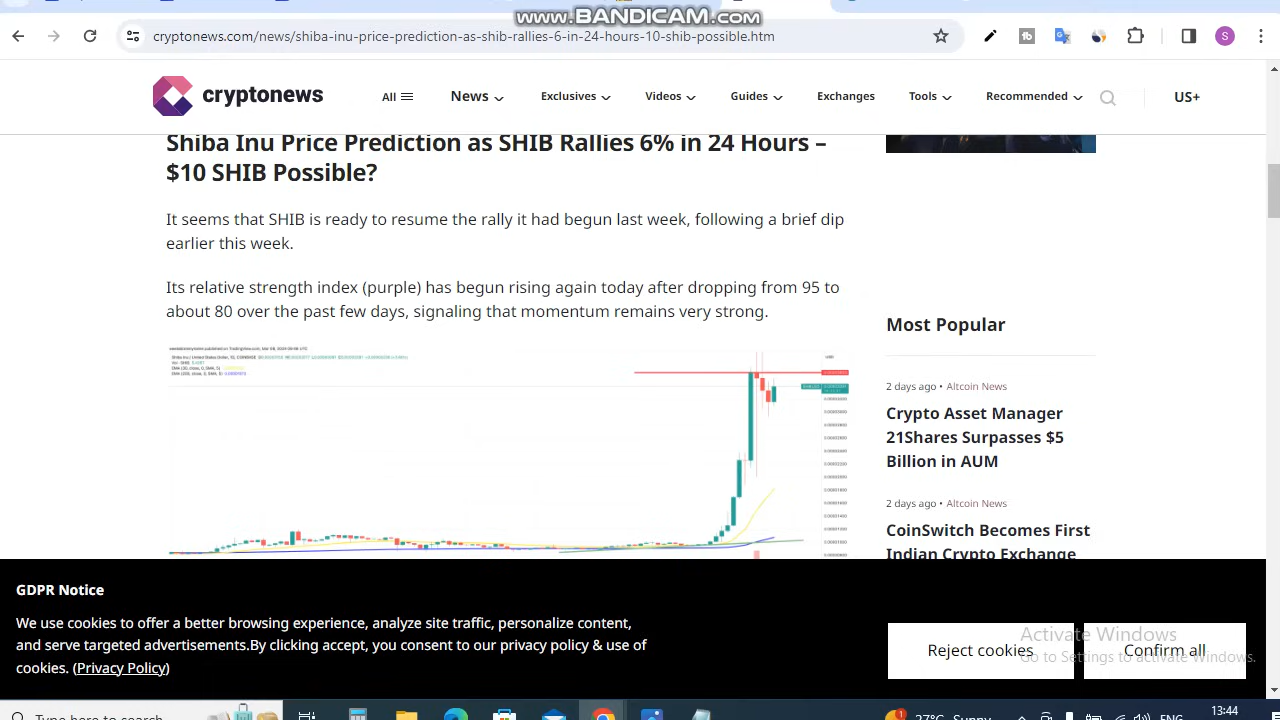 www.BANDICAM.com
cryptonews.com/news/shiba-inu-price-prediction-as-shib-rallies-6-in-24-hours-10-shib-possible.htm
S
cryptonews
All
News
Exclusives
Videos
Guides
Exchanges
Tools
Recommended
US+
Shiba Inu Price Prediction as SHIB Rallies 6% in 24 Hours –
$10 SHIB Possible?
It seems that SHIB is ready to resume the rally it had begun last week, following a brief dip
earlier this week.
Its relative strength index (purple) has begun rising again today after dropping from 95 to
about 80 over the past few days, signaling that momentum remains very strong.
Most Popular
2 days ago • Altcoin News
Crypto Asset Manager
21Shares Surpasses $5
Billion in AUM
2 days ago • Altcoin News
CoinSwitch Becomes First
Indian Crypto Exchange
GDPR Notice
We use cookies to offer a better browsing experience, analyze site traffic, personalize content,
and serve targeted advertisements.By clicking accept, you consent to our privacy policy & use of
cookies. (Privacy Policy)
Reject cookies
Confirm all
Activate Windows
Go to Settings to activate Windows.
Type here to search
27°C Sunny
ENG
13:44